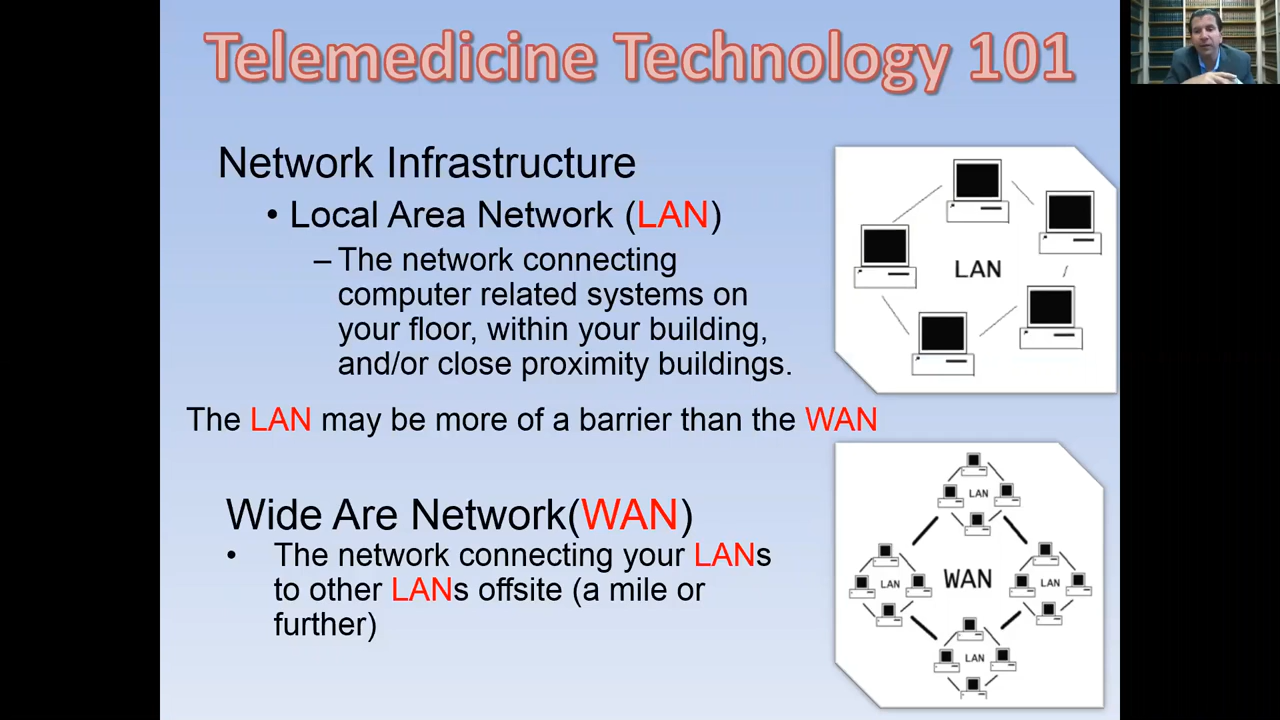 Telemedicine Technology 101
Network Infrastructure
• Local Area Network (LAN)
– The network connecting
computer related systems on
your floor, within your building,
and/or close proximity buildings.
LAN
The LAN may be more of a barrier than the WAN
Wide Are Network(WAN)
• The network connecting your LANs
to other LANs offsite (a mile or
further)
LAN
LAN
WAN
LAN
LAN